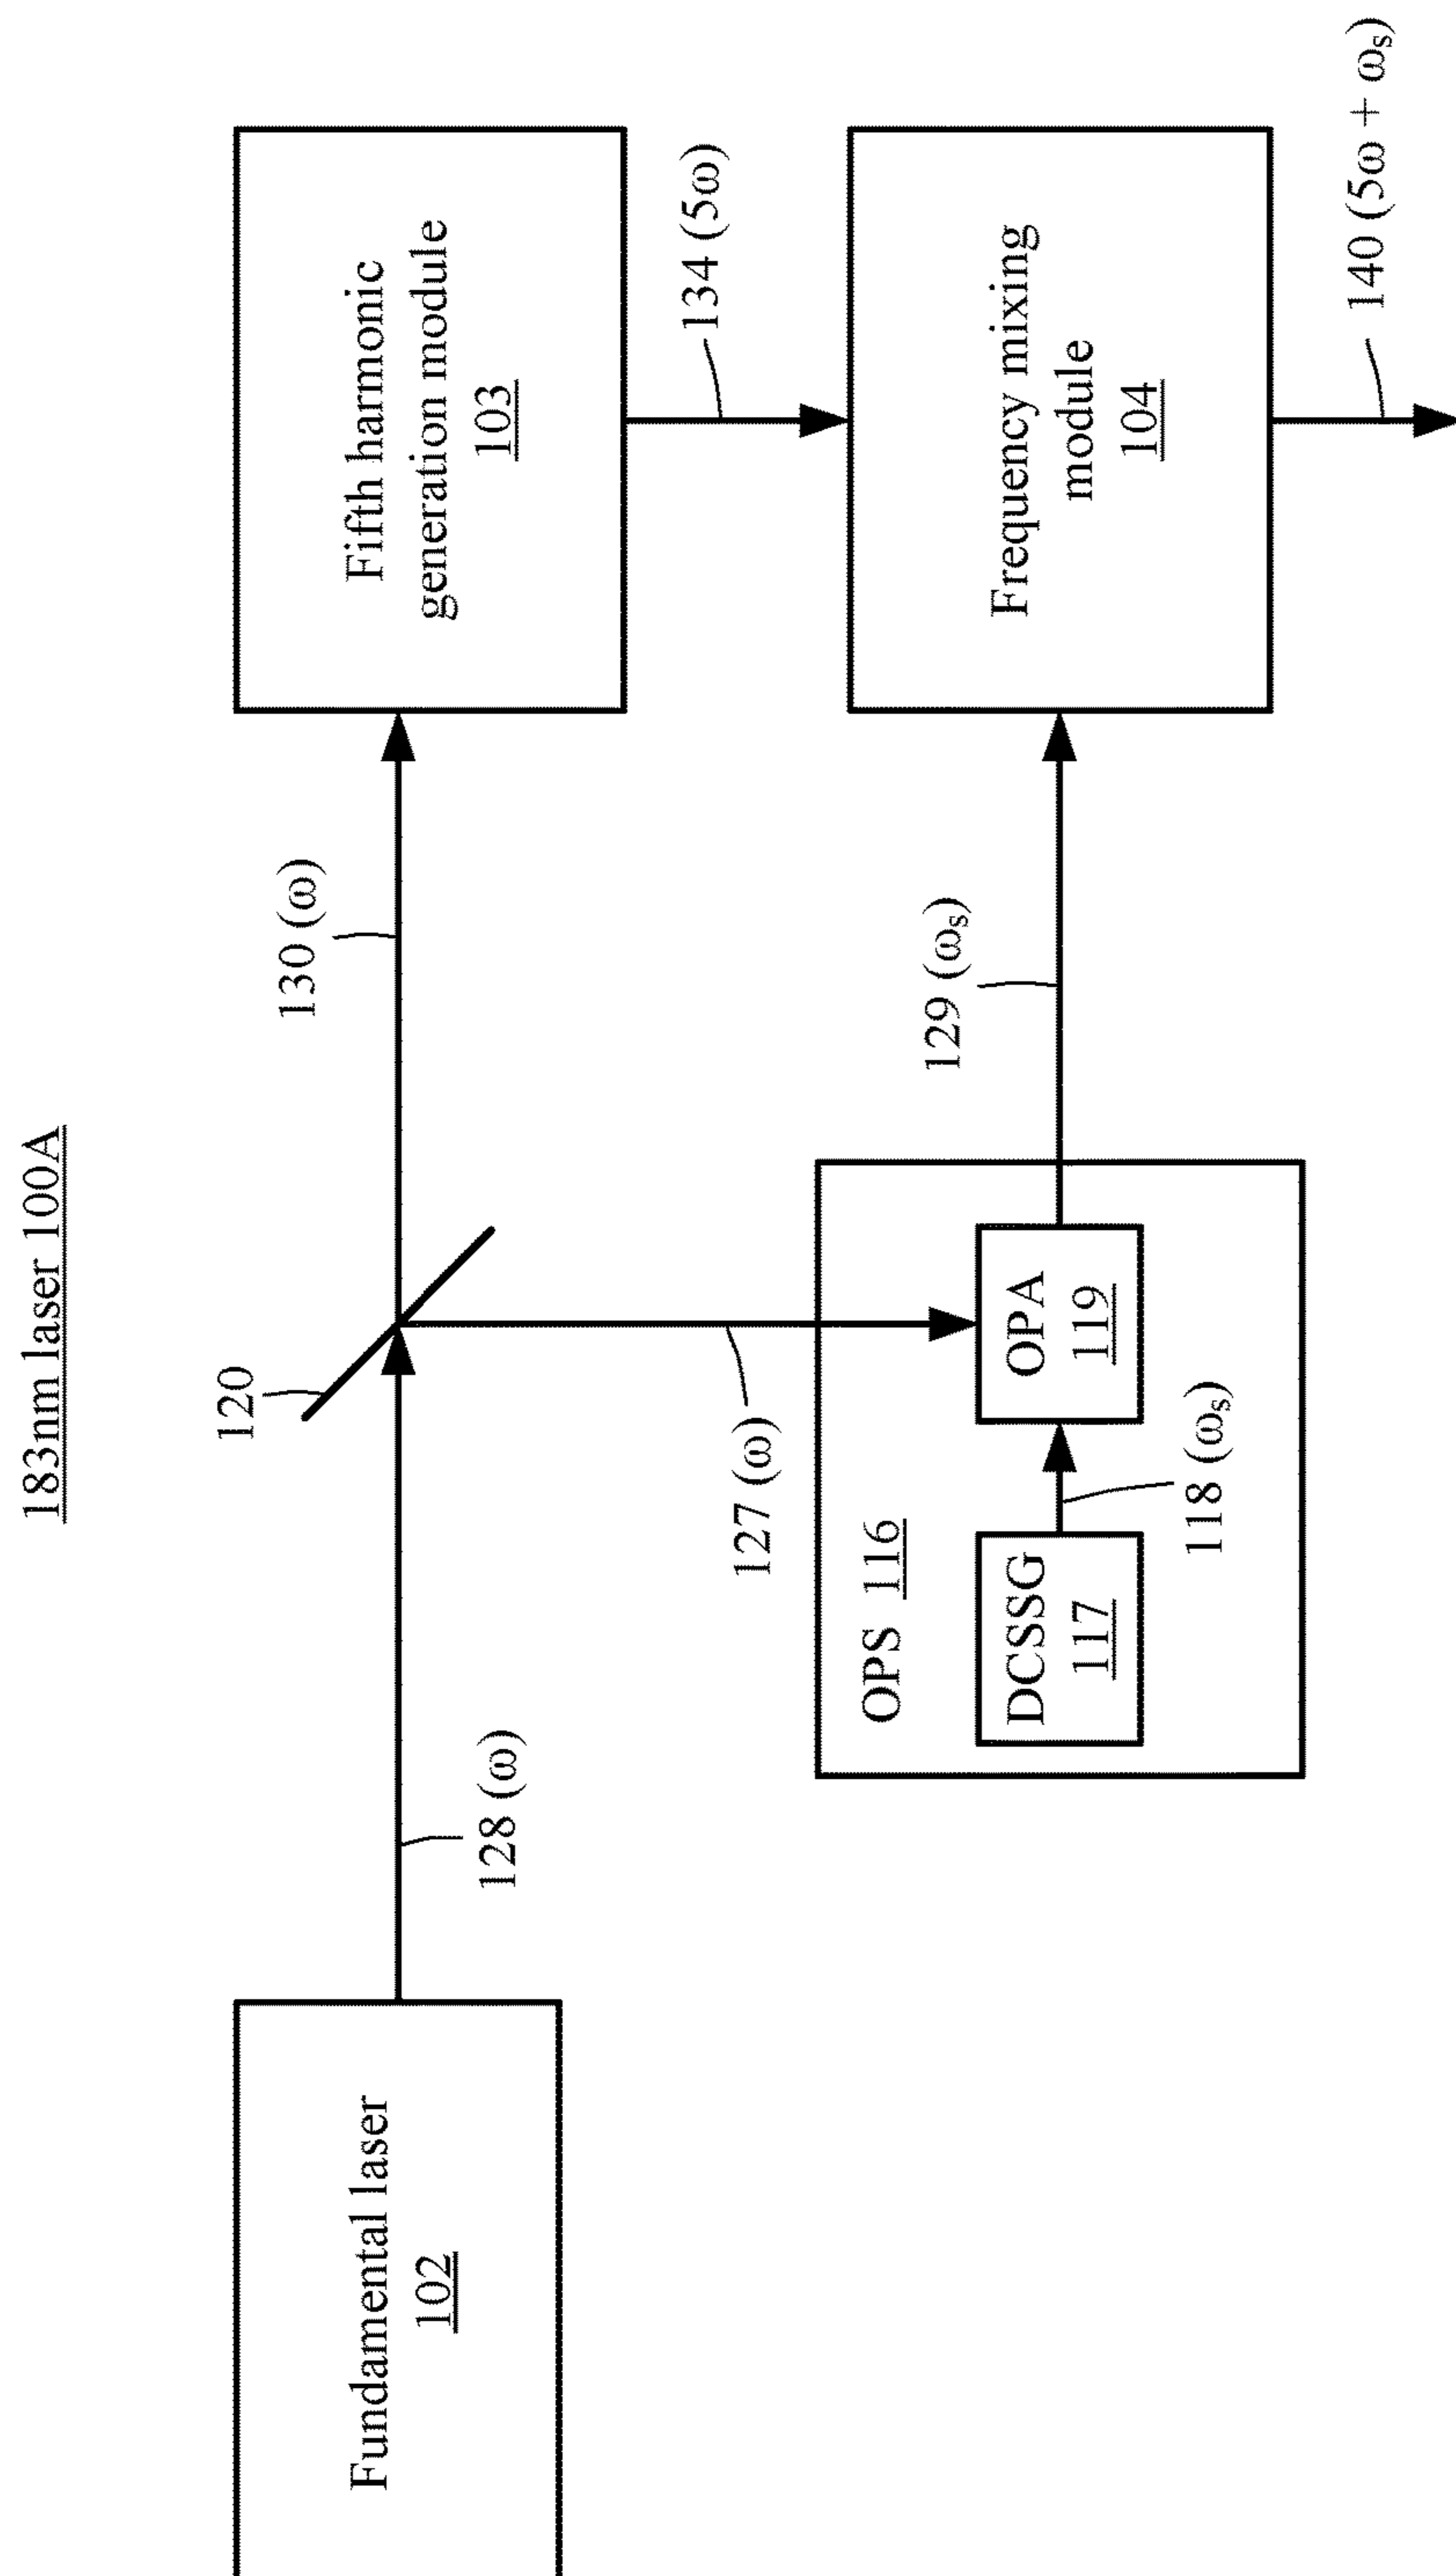 183nm laser 100A
Fundamental laser
102
128 (ω)
120
130 (ω)
Fifth harmonic
generation module
103
127 (ω)
134 (5ω)
OPS 116
DCSSG
117
118 (ωs)
OPA
119
129 (ωs)
Frequency mixing
module
104
140 (5ω + ωs)